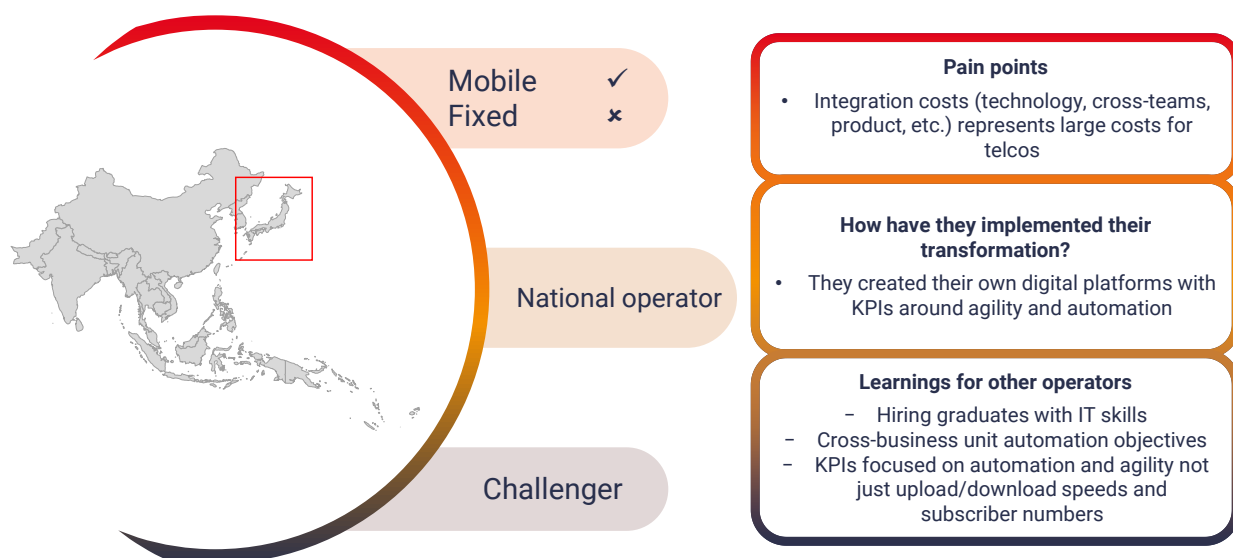 Mobile ✓
Fixed ×
National operator
Challenger
Pain points
• Integration costs (technology, cross-teams,
product, etc.) represents large costs for
telcos
How have they implemented their
transformation?
• They created their own digital platforms with
KPIs around agility and automation
Learnings for other operators
− Hiring graduates with IT skills
− Cross-business unit automation objectives
− KPIs focused on automation and agility not
just upload/download speeds and
subscriber numbers